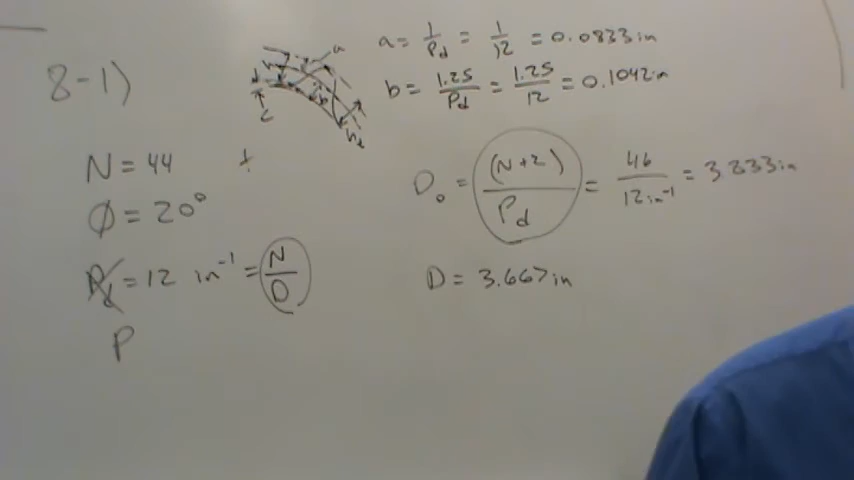 8-1)
a = 1/Pd = 1/12 = 0.0833in
b = 1.25/Pd = 1.25/12 = 0.1042in
a
b
c
ht
N = 44
Φ = 20°
Pd = 12 in⁻¹ = N/D
P
Do = (N+2)/Pd = 46/12in⁻¹ = 3.833in
D = 3.667in